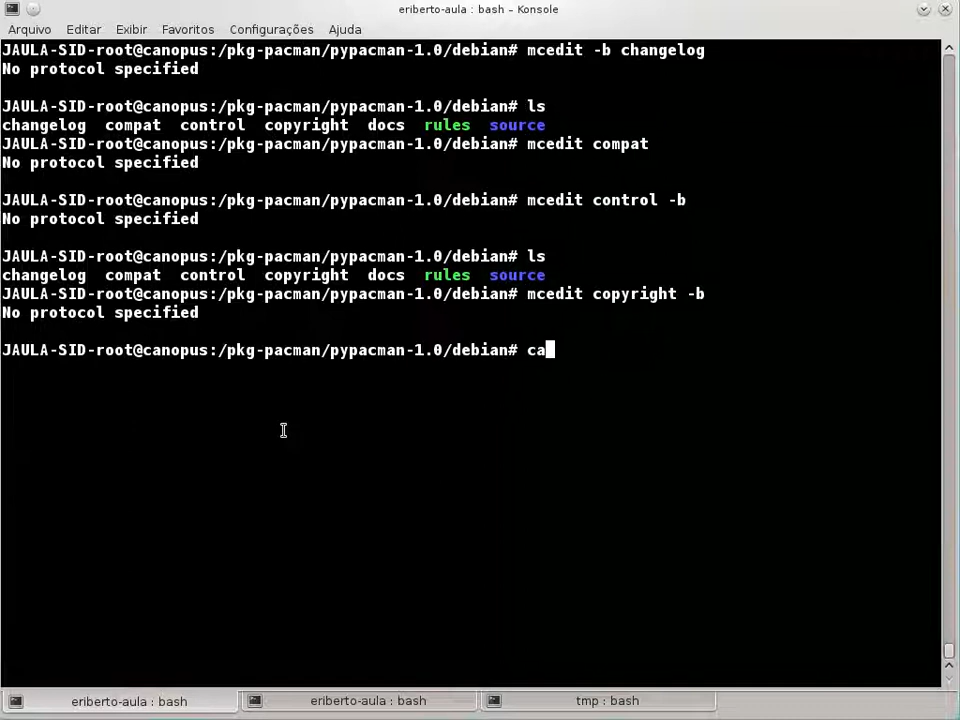 eriberto-aula : bash – Konsole
Arquivo Editar Exibir Favoritos Configurações Ajuda
JAULA-SID-root@canopus:/pkg-pacman/pypacman-1.0/debian# mcedit -b changelog
No protocol specified
JAULA-SID-root@canopus:/pkg-pacman/pypacman-1.0/debian# ls
changelog compat control copyright docs rules source
JAULA-SID-root@canopus:/pkg-pacman/pypacman-1.0/debian# mcedit compat
No protocol specified
JAULA-SID-root@canopus:/pkg-pacman/pypacman-1.0/debian# mcedit control -b
No protocol specified
JAULA-SID-root@canopus:/pkg-pacman/pypacman-1.0/debian# ls
changelog compat control copyright docs rules source
JAULA-SID-root@canopus:/pkg-pacman/pypacman-1.0/debian# mcedit copyright -b
No protocol specified
JAULA-SID-root@canopus:/pkg-pacman/pypacman-1.0/debian# ca
eriberto-aula : bash eriberto-aula : bash tmp : bash